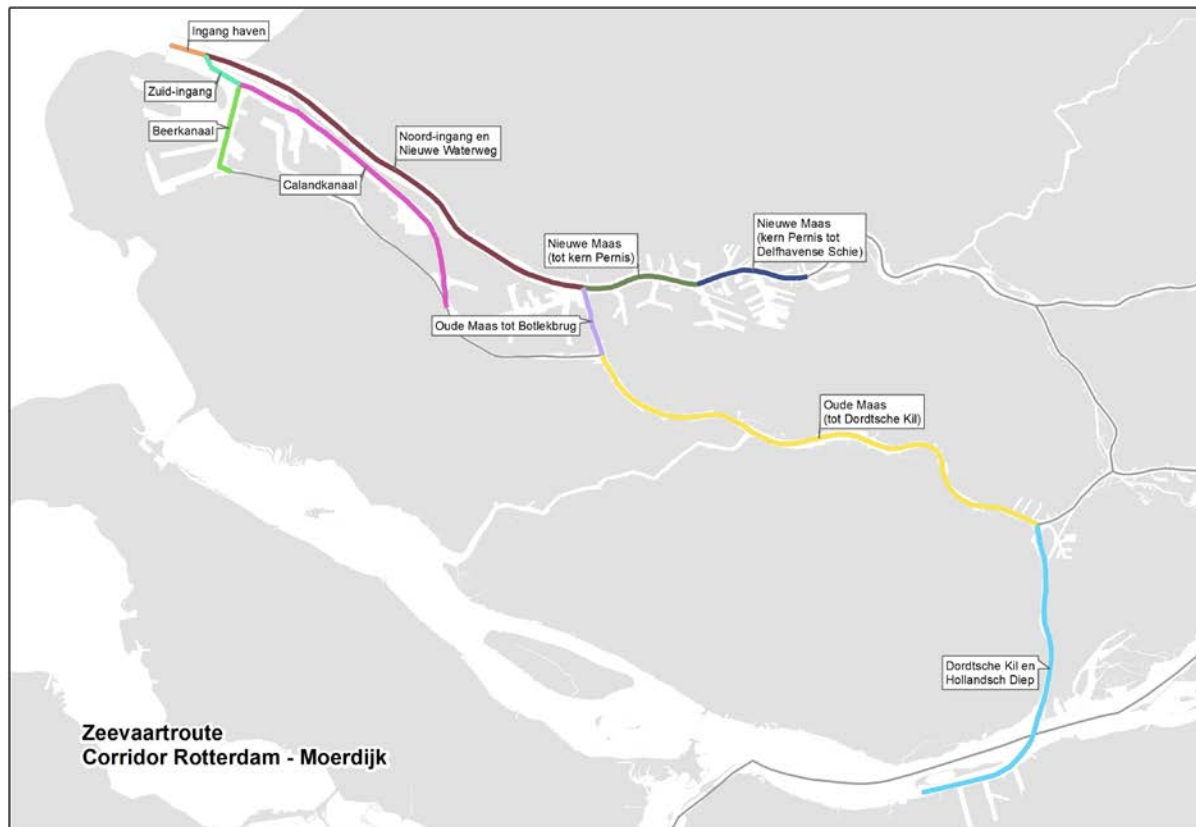 Ingang haven
Zuid-ingang
Beerkanaal
Noord-ingang en
Nieuwe Waterweg
Calandkanaal
Nieuwe Maas
(tot kern Pernis)
Nieuwe Maas
(kern Pernis tot
Delfhavense Schie)
Oude Maas tot Botlekbrug
Oude Maas
(tot Dordtsche Kil)
Dordtsche Kil en
Hollandsch Diep
Zeevaartroute
Corridor Rotterdam - Moerdijk